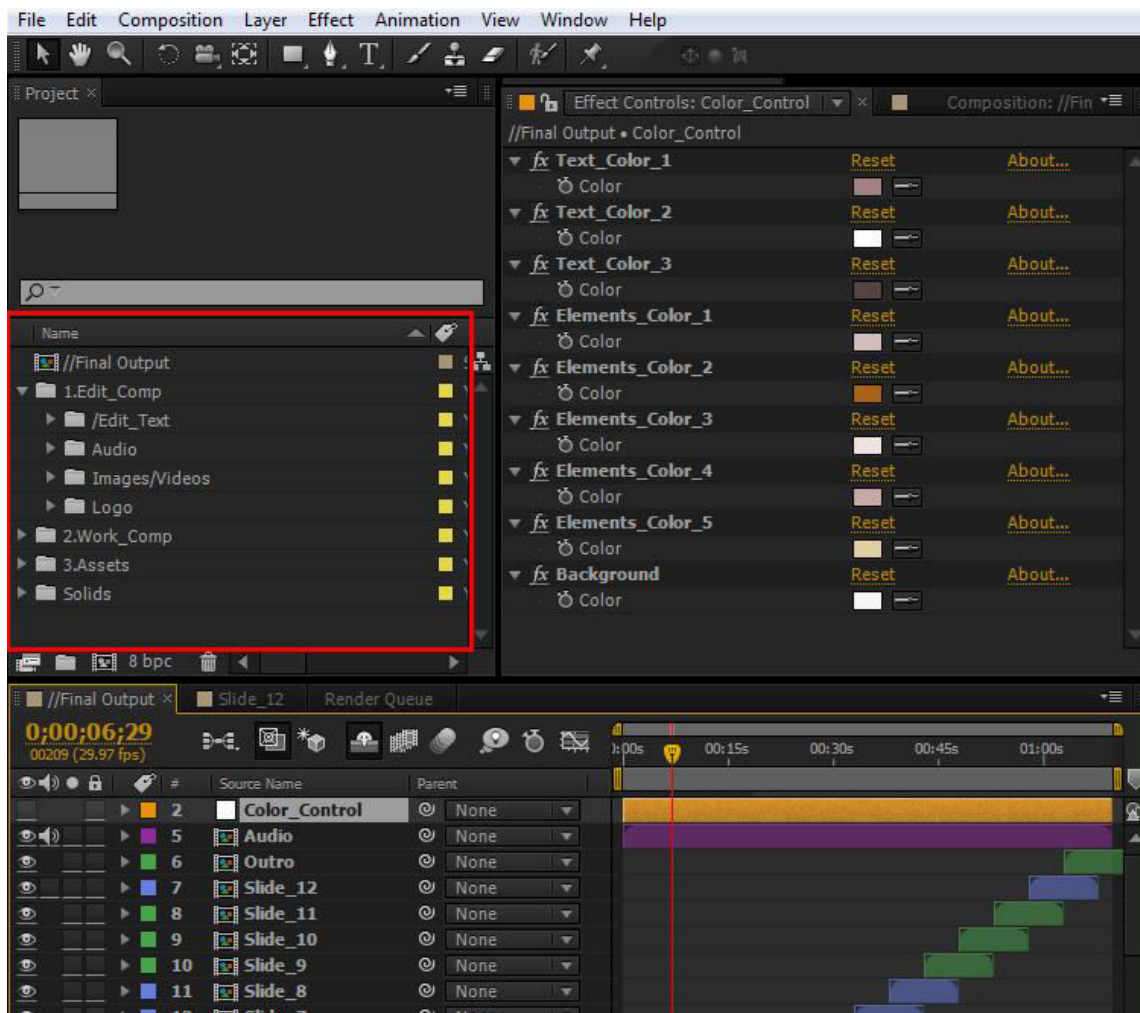 File Edit Composition Layer Effect Animation View Window Help
Project ×
Effect Controls: Color_Control × Composition: //Fin
//Final Output • Color_Control
fx Text_Color_1 Reset About...
Color
fx Text_Color_2 Reset About...
Color
fx Text_Color_3 Reset About...
Color
fx Elements_Color_1 Reset About...
Color
fx Elements_Color_2 Reset About...
Color
fx Elements_Color_3 Reset About...
Color
fx Elements_Color_4 Reset About...
Color
fx Elements_Color_5 Reset About...
Color
fx Background Reset About...
Color
Name
//Final Output
1.Edit_Comp
/Edit_Text
Audio
Images/Videos
Logo
2.Work_Comp
3.Assets
Solids
8 bpc
//Final Output × Slide_12 Render Queue
0;00;06;29
00209 (29.97 fps)
):00s 00:15s 00:30s 00:45s 01:00s
# Source Name Parent
2 Color_Control None
5 Audio None
6 Outro None
7 Slide_12 None
8 Slide_11 None
9 Slide_10 None
10 Slide_9 None
11 Slide_8 None